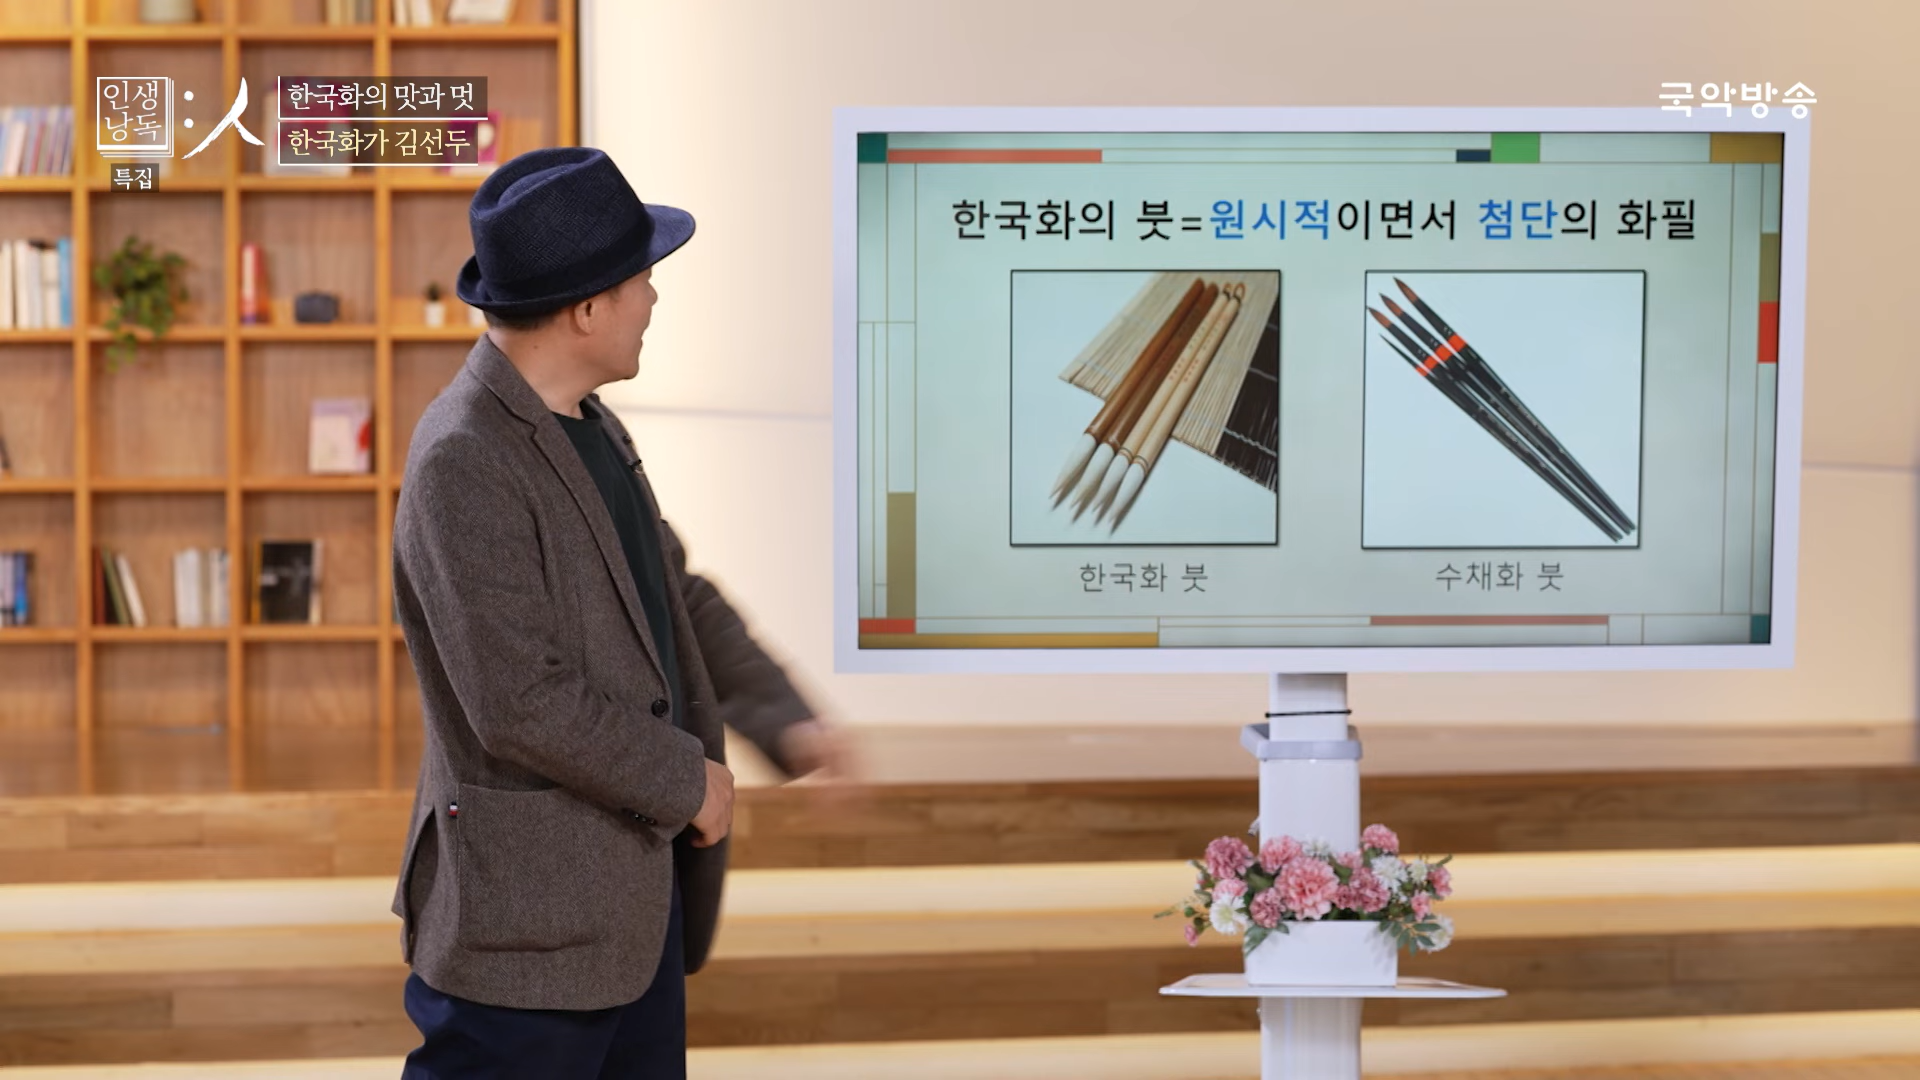 인생
낭독
:人
특집
한국화의 맛과 멋
한국화가 김선두
국악방송
한국화의 붓=원시적이면서 첨단의 화필
한국화 붓
수채화 붓